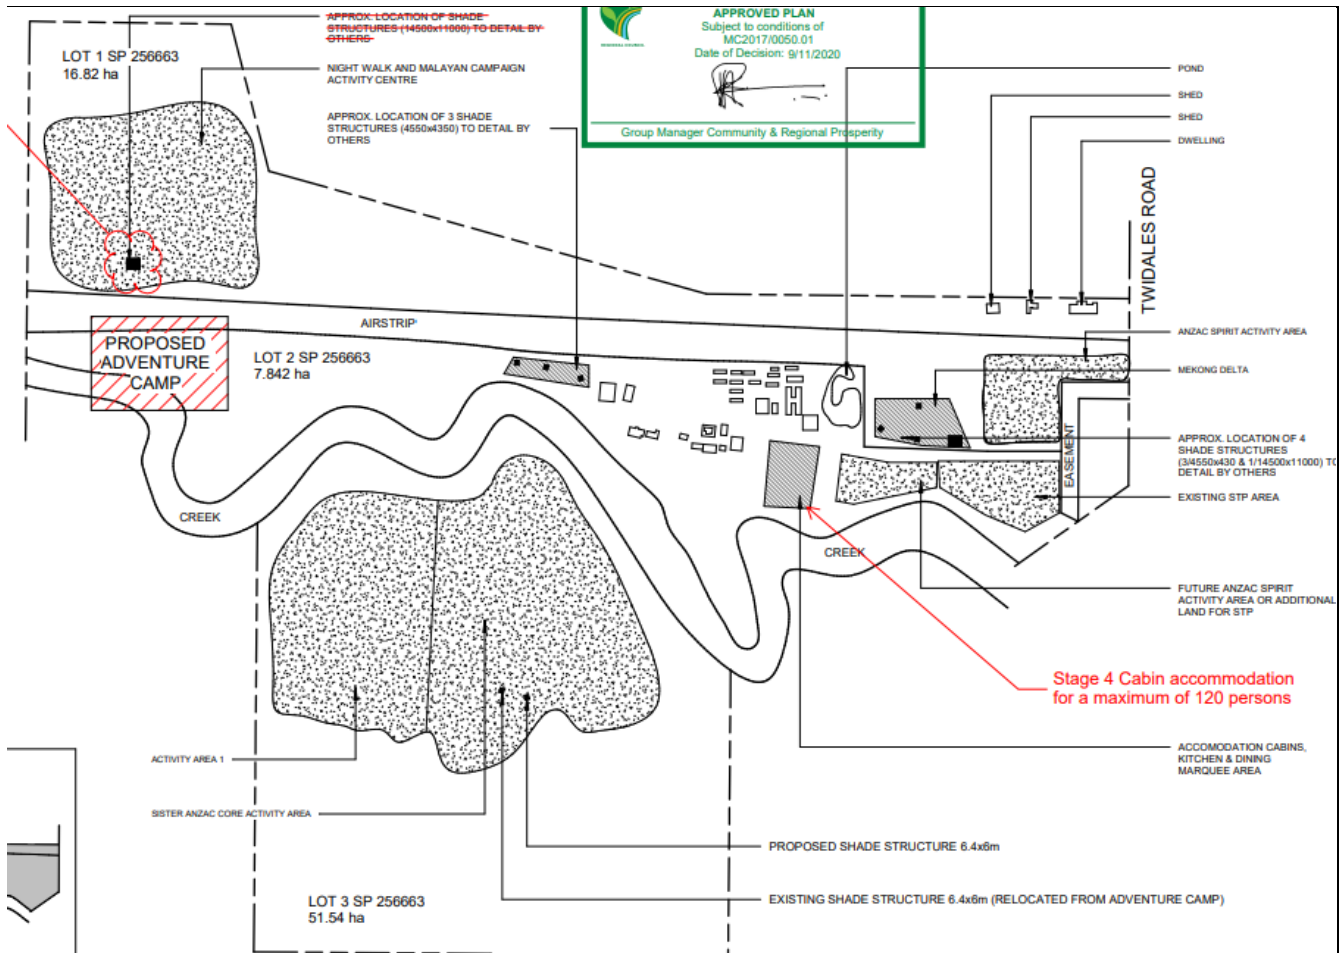 APPROX. LOCATION OF SHADE
STRUCTURES (14500x11000) TO DETAIL BY
OTHERS
LOT 1 SP 256663
16.82 ha
NIGHT WALK AND MALAYAN CAMPAIGN
ACTIVITY CENTRE
APPROX. LOCATION OF 3 SHADE
STRUCTURES (4550x4350) TO DETAIL BY
OTHERS
REGIONAL COUNCIL
APPROVED PLAN
Subject to conditions of
MC2017/0050.01
Date of Decision: 9/11/2020
Group Manager Community & Regional Prosperity
POND
SHED
SHED
DWELLING
TWIDALES ROAD
AIRSTRIP
PROPOSED
ADVENTURE
CAMP
LOT 2 SP 256663
7.842 ha
ANZAC SPIRIT ACTIVITY AREA
MEKONG DELTA
EASEMENT
APPROX. LOCATION OF 4
SHADE STRUCTURES
(3/4550x430 & 1/14500x11000) TO
DETAIL BY OTHERS
EXISTING STP AREA
CREEK
CREEK
FUTURE ANZAC SPIRIT
ACTIVITY AREA OR ADDITIONAL
LAND FOR STP
Stage 4 Cabin accommodation
for a maximum of 120 persons
ACCOMODATION CABINS,
KITCHEN & DINING
MARQUEE AREA
ACTIVITY AREA 1
SISTER ANZAC CORE ACTIVITY AREA
PROPOSED SHADE STRUCTURE 6.4x6m
EXISTING SHADE STRUCTURE 6.4x6m (RELOCATED FROM ADVENTURE CAMP)
LOT 3 SP 256663
51.54 ha